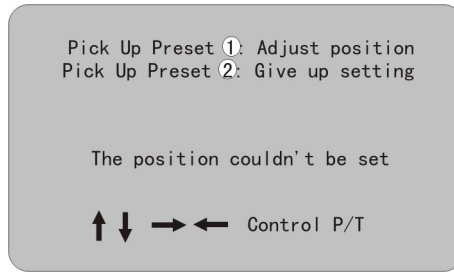 Pick Up Preset ①: Adjust position
Pick Up Preset ②: Give up setting
The position couldn't be set
↑ ↓ → ← Control P/T